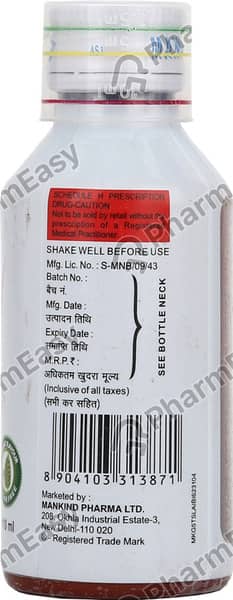 SCHEDULE H PRESCRIPTION
DRUG-CAUTION
Not to be sold by retail without the
prescription of a Registered
Medical Practitioner.
SHAKE WELL BEFORE USE
Mfg. Lic. No.: S-MNB/09/43
Batch No.:
बैच नं.
Mfg. Date:
उत्पादन तिथि
Expiry Date:
समाप्ति तिथि
M.R.P. ₹:
अधिकतम खुदरा मूल्य
(Inclusive of all taxes)
(सभी कर सहित)
SEE BOTTLE NECK
8 904103 313871
Marketed by:
MANKIND PHARMA LTD.
208, Okhla Industrial Estate-3,
New Delhi-110 020
®- Registered Trade Mark
ml
PharmEasy